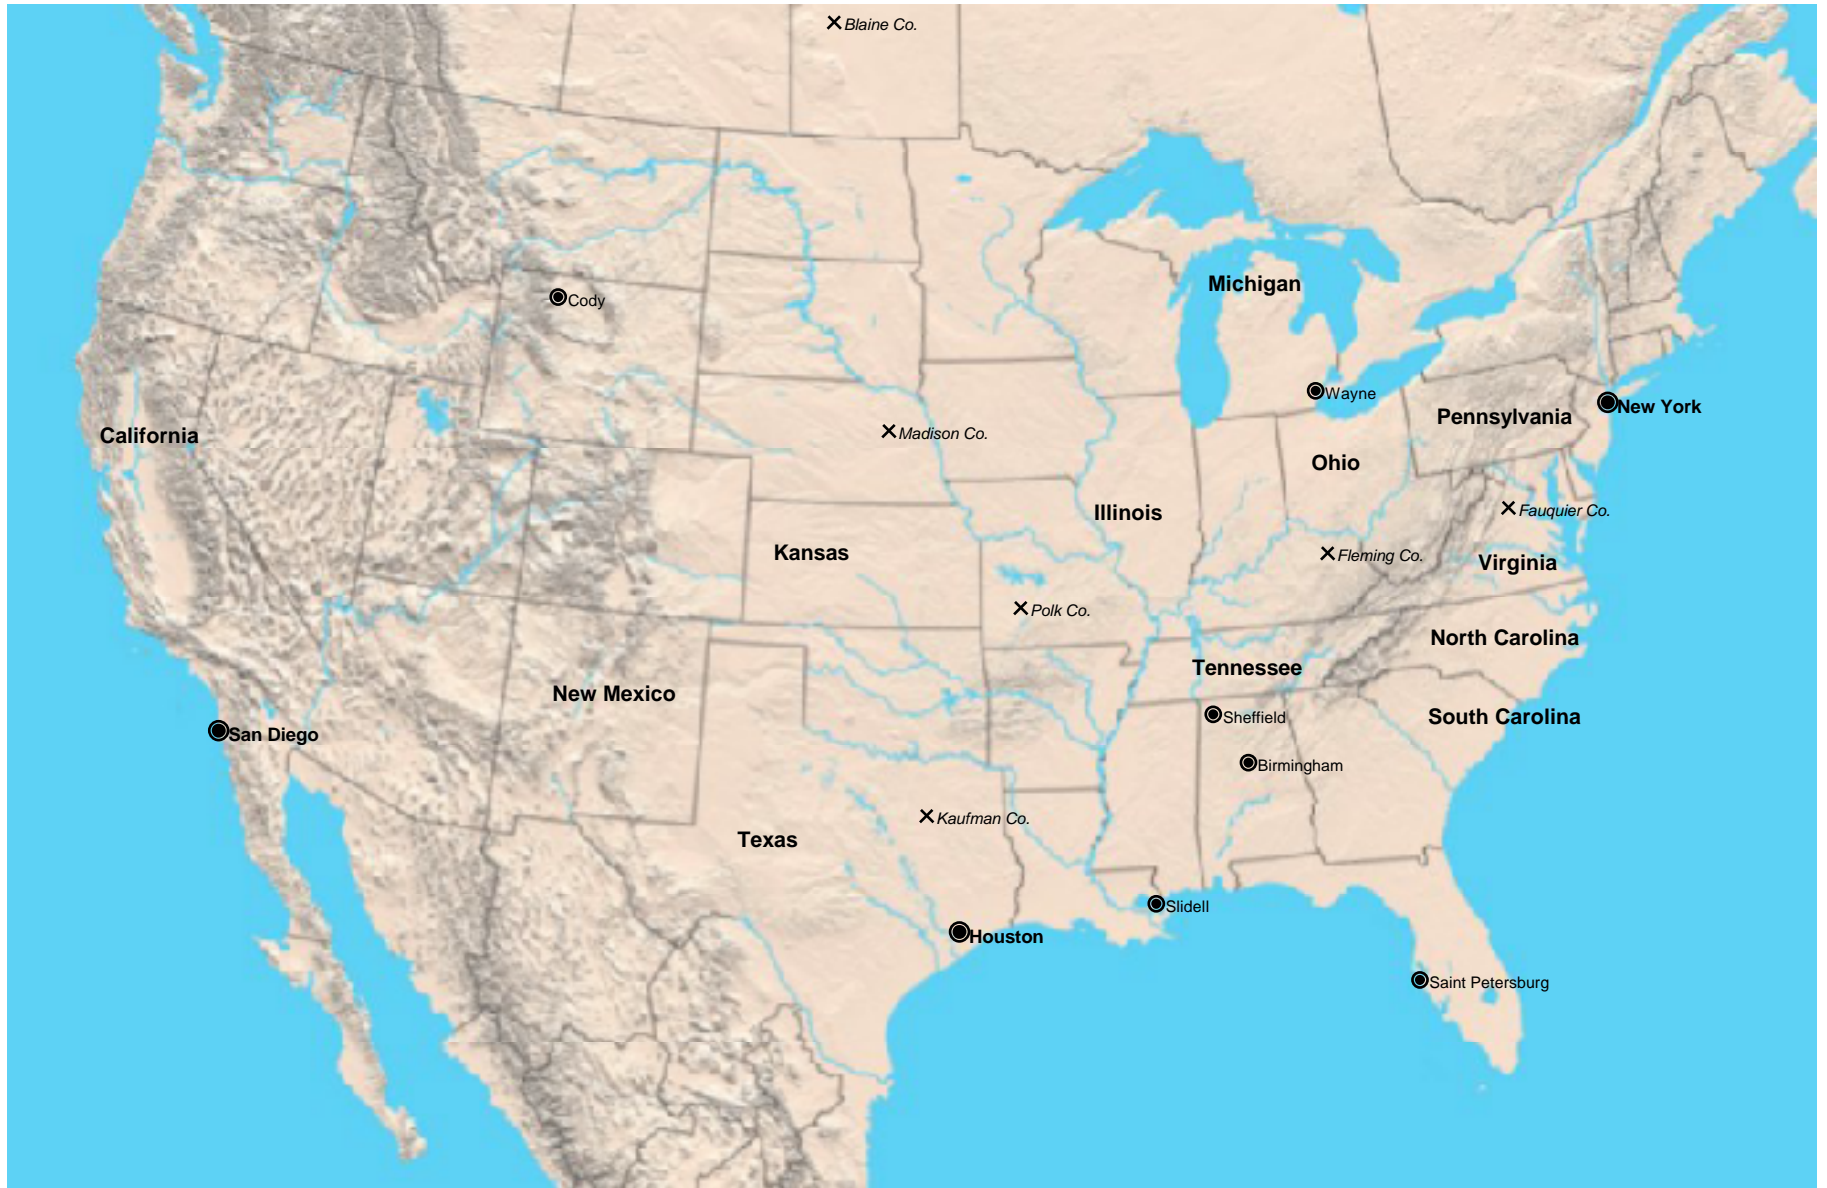 Blaine Co.
Michigan
Cody
Wayne
New York
Pennsylvania
California
Madison Co.
Ohio
Illinois
Fauquier Co.
Kansas
Fleming Co.
Virginia
Polk Co.
North Carolina
Tennessee
New Mexico
South Carolina
Sheffield
San Diego
Birmingham
Kaufman Co.
Texas
Slidell
Houston
Saint Petersburg